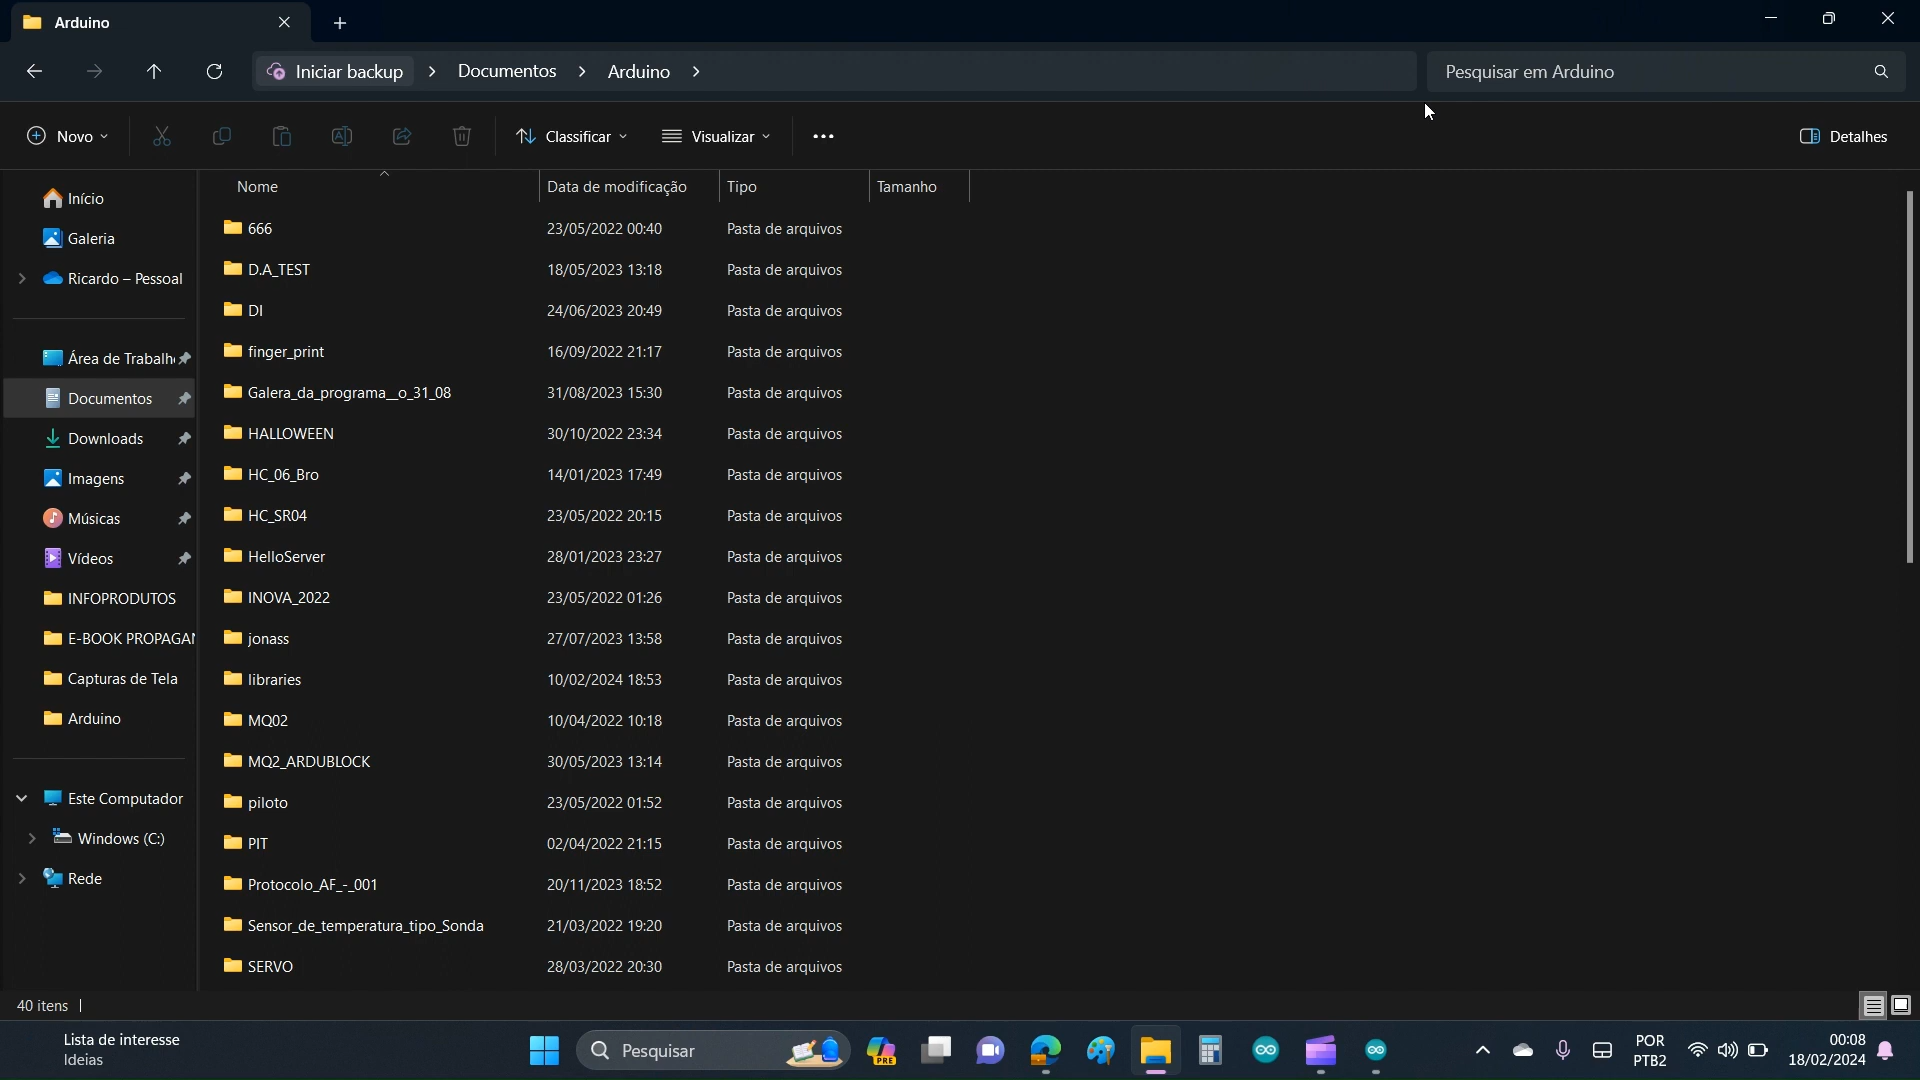 Arduino
Iniciar backup > Documentos > Arduino >
Pesquisar em Arduino
Novo
Classificar
Visualizar
Detalhes
Início
Galeria
Ricardo – Pessoal
Área de Trabalh
Documentos
Downloads
Imagens
Músicas
Vídeos
INFOPRODUTOS
E-BOOK PROPAGAN
Capturas de Tela
Arduino
Este Computador
Windows (C:)
Rede
Nome Data de modificação Tipo Tamanho
666 23/05/2022 00:40 Pasta de arquivos
D.A_TEST 18/05/2023 13:18 Pasta de arquivos
DI 24/06/2023 20:49 Pasta de arquivos
finger_print 16/09/2022 21:17 Pasta de arquivos
Galera_da_programa__o_31_08 31/08/2023 15:30 Pasta de arquivos
HALLOWEEN 30/10/2022 23:34 Pasta de arquivos
HC_06_Bro 14/01/2023 17:49 Pasta de arquivos
HC_SR04 23/05/2022 20:15 Pasta de arquivos
HelloServer 28/01/2023 23:27 Pasta de arquivos
INOVA_2022 23/05/2022 01:26 Pasta de arquivos
jonass 27/07/2023 13:58 Pasta de arquivos
libraries 10/02/2024 18:53 Pasta de arquivos
MQ02 10/04/2022 10:18 Pasta de arquivos
MQ2_ARDUBLOCK 30/05/2023 13:14 Pasta de arquivos
piloto 23/05/2022 01:52 Pasta de arquivos
PIT 02/04/2022 21:15 Pasta de arquivos
Protocolo_AF_-_001 20/11/2023 18:52 Pasta de arquivos
Sensor_de_temperatura_tipo_Sonda 21/03/2022 19:20 Pasta de arquivos
SERVO 28/03/2022 20:30 Pasta de arquivos
40 itens
Lista de interesse
Ideias
Pesquisar
PRE
POR
PTB2
00:08
18/02/2024